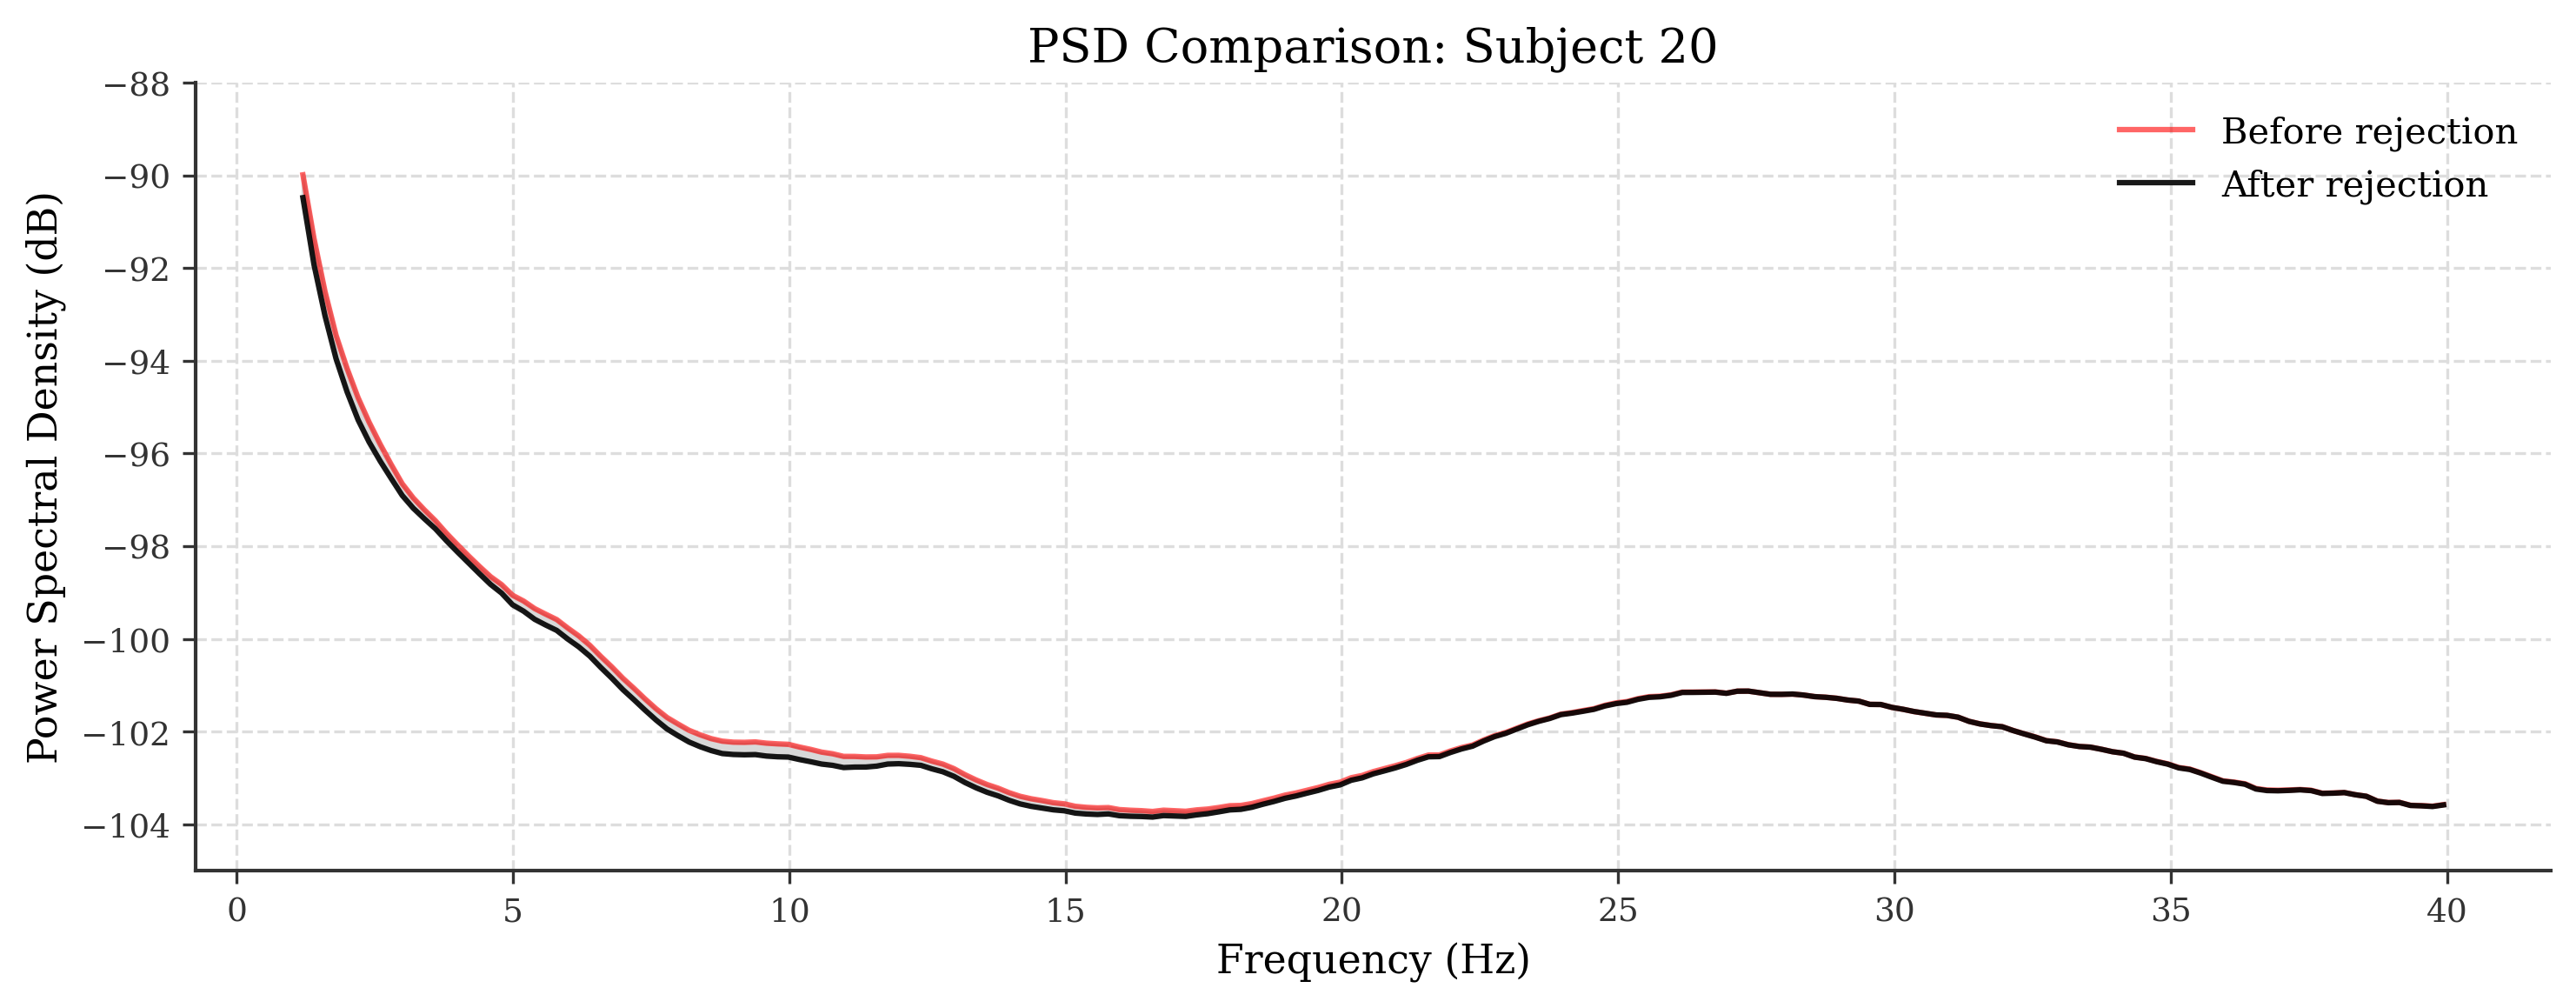 PSD Comparison: Subject 20
Before rejection
After rejection
Power Spectral Density (dB)
−88
−90
−92
−94
−96
−98
−100
−102
−104
0 5 10 15 20 25 30 35 40
Frequency (Hz)